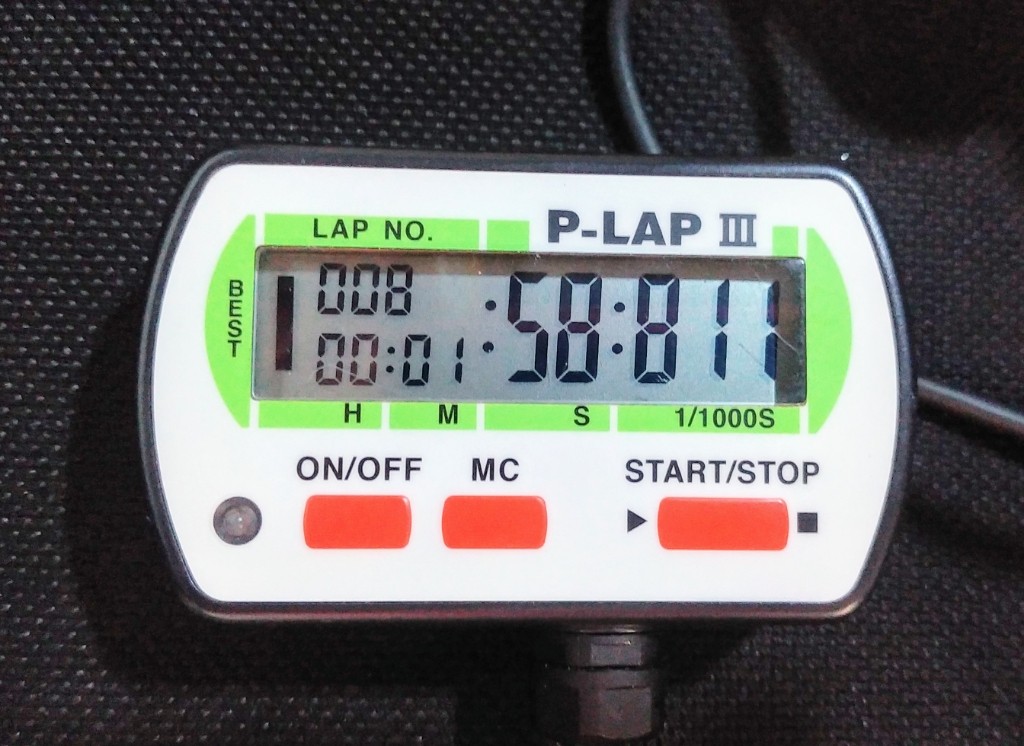 LAP NO.
P-LAP III
BEST
008
00:01:58:811
H M S 1/1000S
ON/OFF MC START/STOP